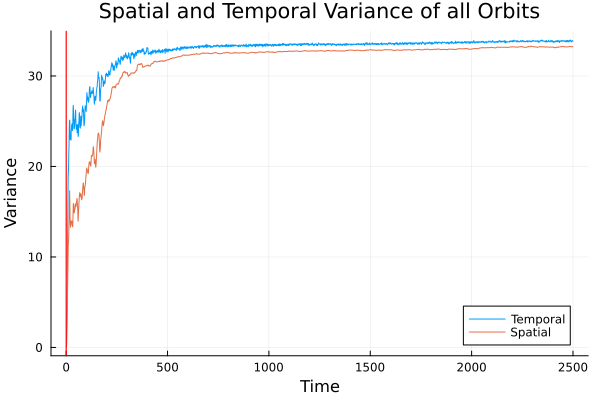 Spatial and Temporal Variance of all Orbits
Variance
30
20
10
0
Temporal
Spatial
0 500 1000 1500 2000 2500
Time